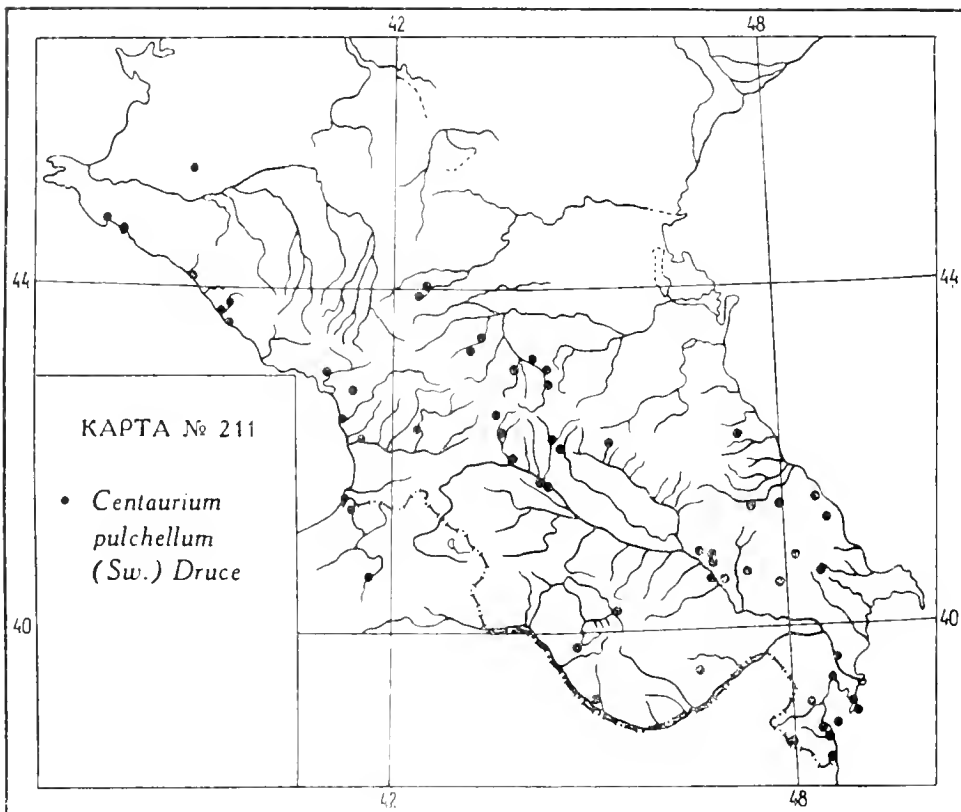 42 48
44 44
КАРТА № 211
• Centaurium
pulchellum
(Sw.) Druce
40 40
42 48